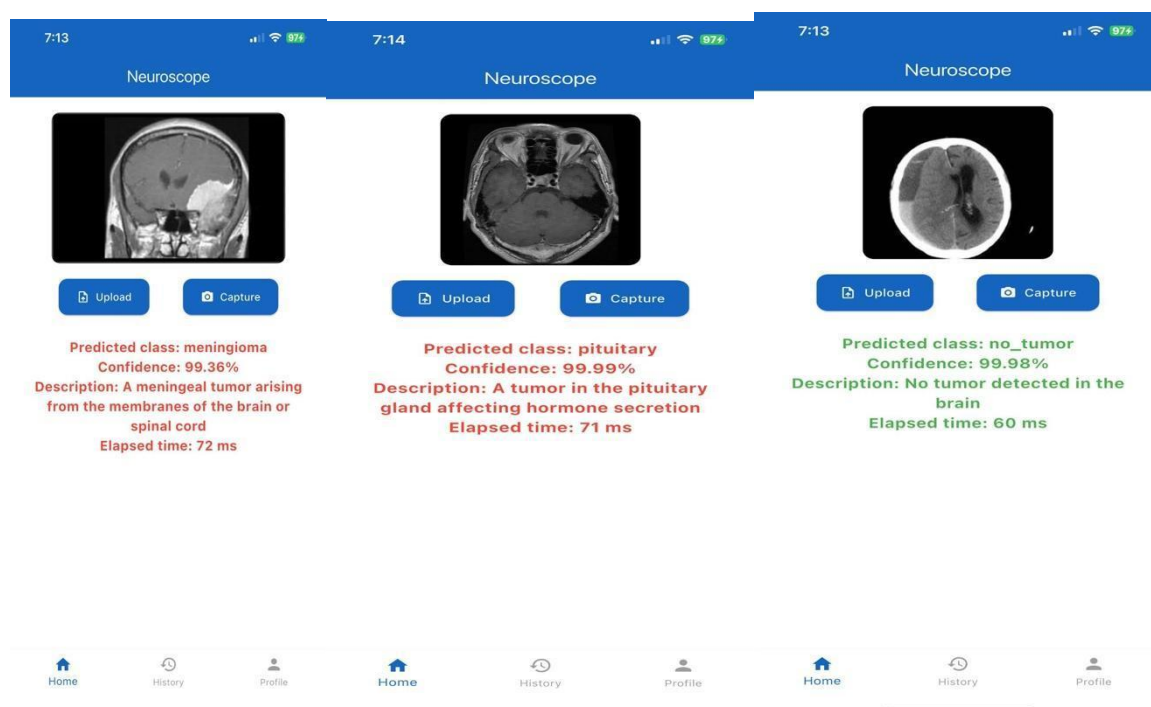 7:13
97
Neuroscope
Upload
Capture
Predicted class: meningioma
Confidence: 99.36%
Description: A meningeal tumor arising
from the membranes of the brain or
spinal cord
Elapsed time: 72 ms
Home
History
Profile
7:14
97
Neuroscope
Upload
Capture
Predicted class: pituitary
Confidence: 99.99%
Description: A tumor in the pituitary
gland affecting hormone secretion
Elapsed time: 71 ms
Home
History
Profile
7:13
97
Neuroscope
Upload
Capture
Predicted class: no_tumor
Confidence: 99.98%
Description: No tumor detected in the
brain
Elapsed time: 60 ms
Home
History
Profile